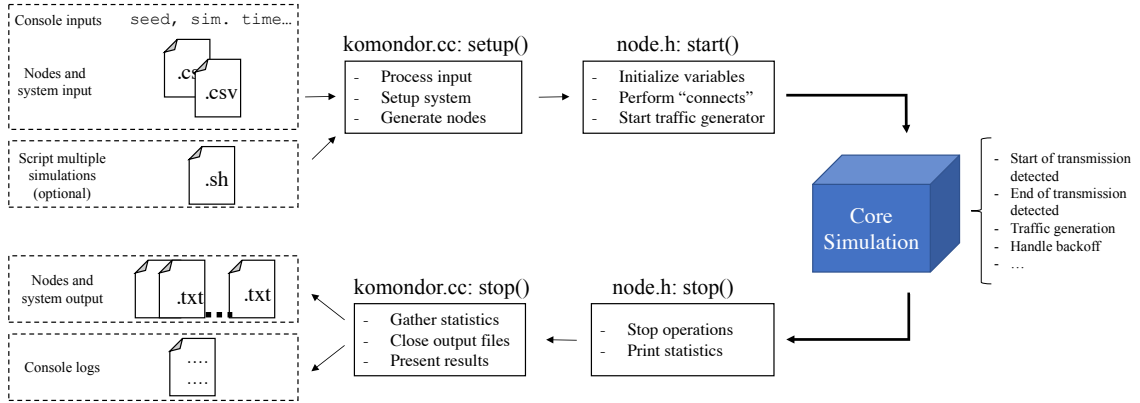 Console inputs seed, sim. time…
Nodes and
system input
.cs
.csv
Script multiple
simulations
(optional)
.sh
komondor.cc: setup()
- Process input
- Setup system
- Generate nodes
node.h: start()
- Initialize variables
- Perform “connects”
- Start traffic generator
Core
Simulation
- Start of transmission
detected
- End of transmission
detected
- Traffic generation
- Handle backoff
- …
node.h: stop()
- Stop operations
- Print statistics
komondor.cc: stop()
- Gather statistics
- Close output files
- Present results
Nodes and
system output
.txt
...
.txt
Console logs
....
....